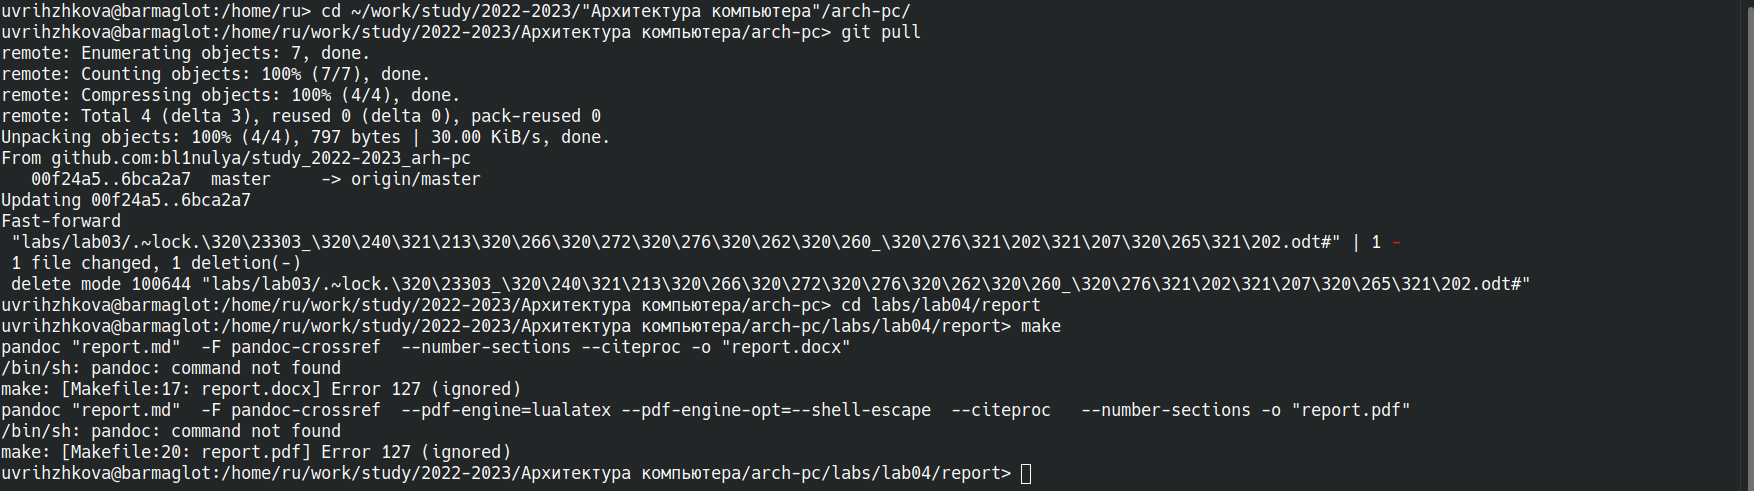 uvrihzhkova@barmaglot:/home/ru> cd ~/work/study/2022-2023/"Архитектура компьютера"/arch-pc/
uvrihzhkova@barmaglot:/home/ru/work/study/2022-2023/Архитектура компьютера/arch-pc> git pull
remote: Enumerating objects: 7, done.
remote: Counting objects: 100% (7/7), done.
remote: Compressing objects: 100% (4/4), done.
remote: Total 4 (delta 3), reused 0 (delta 0), pack-reused 0
Unpacking objects: 100% (4/4), 797 bytes | 30.00 KiB/s, done.
From github.com:bl1nulya/study_2022-2023_arh-pc
   00f24a5..6bca2a7  master     -> origin/master
Updating 00f24a5..6bca2a7
Fast-forward
 "labs/lab03/.~lock.\320\23303_\320\240\321\213\320\266\320\272\320\276\320\262\320\260_\320\276\321\202\321\207\320\265\321\202.odt#" | 1 -
 1 file changed, 1 deletion(-)
 delete mode 100644 "labs/lab03/.~lock.\320\23303_\320\240\321\213\320\266\320\272\320\276\320\262\320\260_\320\276\321\202\321\207\320\265\321\202.odt#"
uvrihzhkova@barmaglot:/home/ru/work/study/2022-2023/Архитектура компьютера/arch-pc> cd labs/lab04/report
uvrihzhkova@barmaglot:/home/ru/work/study/2022-2023/Архитектура компьютера/arch-pc/labs/lab04/report> make
pandoc "report.md"  -F pandoc-crossref  --number-sections --citeproc -o "report.docx"
/bin/sh: pandoc: command not found
make: [Makefile:17: report.docx] Error 127 (ignored)
pandoc "report.md"  -F pandoc-crossref  --pdf-engine=lualatex --pdf-engine-opt=--shell-escape  --citeproc   --number-sections -o "report.pdf"
/bin/sh: pandoc: command not found
make: [Makefile:20: report.pdf] Error 127 (ignored)
uvrihzhkova@barmaglot:/home/ru/work/study/2022-2023/Архитектура компьютера/arch-pc/labs/lab04/report>